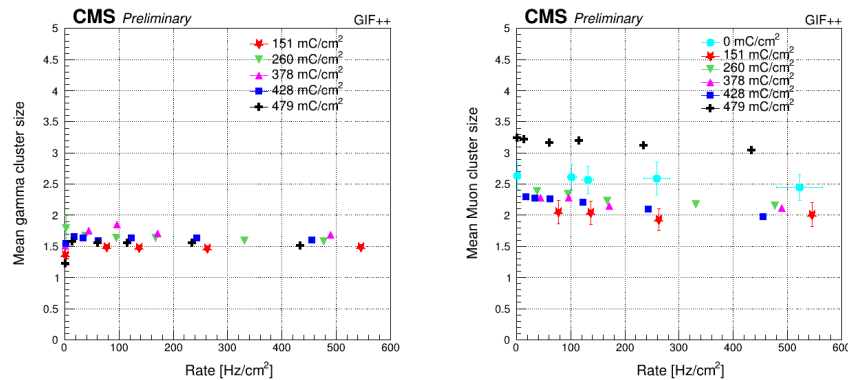 CMS Preliminary GIF++
5
4.5
4
3.5
3
2.5
2
1.5
1
0.5
0
Mean gamma cluster size
151 mC/cm²
260 mC/cm²
378 mC/cm²
428 mC/cm²
479 mC/cm²
0 100 200 300 400 500 600
Rate [Hz/cm²]
CMS Preliminary GIF++
5
4.5
4
3.5
3
2.5
2
1.5
1
0.5
0
Mean Muon cluster size
0 mC/cm²
151 mC/cm²
260 mC/cm²
378 mC/cm²
428 mC/cm²
479 mC/cm²
0 100 200 300 400 500 600
Rate [Hz/cm²]